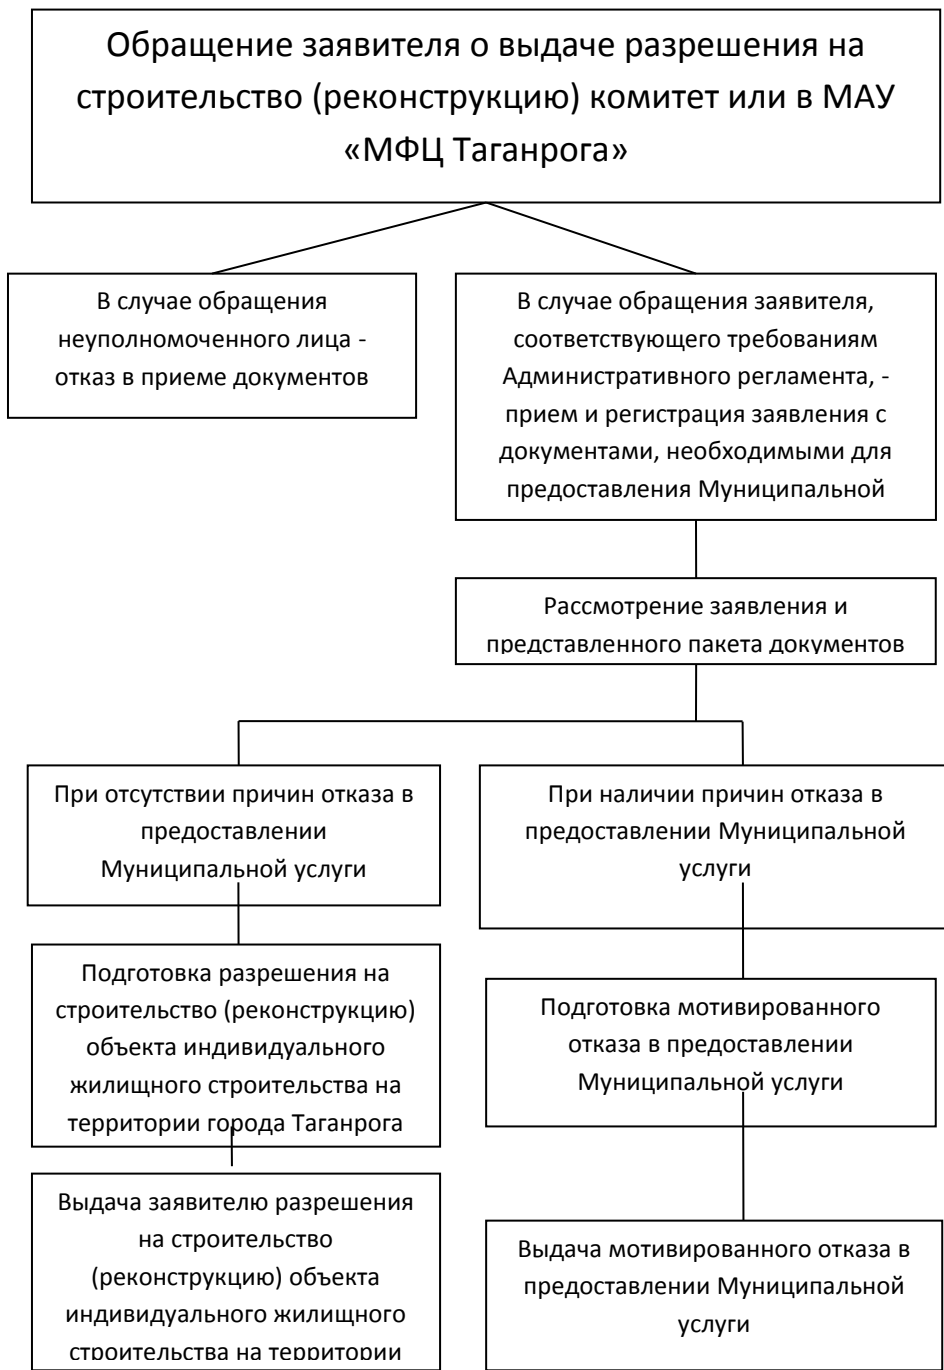 Обращение заявителя о выдаче разрешения на
строительство (реконструкцию) комитет или в МАУ
«МФЦ Таганрога»
В случае обращения
неуполномоченного лица -
отказ в приеме документов
В случае обращения заявителя,
соответствующего требованиям
Административного регламента, -
прием и регистрация заявления с
документами, необходимыми для
предоставления Муниципальной
Рассмотрение заявления и
представленного пакета документов
При отсутствии причин отказа в
предоставлении
Муниципальной услуги
При наличии причин отказа в
предоставлении Муниципальной
услуги
Подготовка разрешения на
строительство (реконструкцию)
объекта индивидуального
жилищного строительства на
территории города Таганрога
Подготовка мотивированного
отказа в предоставлении
Муниципальной услуги
Выдача заявителю разрешения
на строительство
(реконструкцию) объекта
индивидуального жилищного
строительства на территории
Выдача мотивированного отказа в
предоставлении Муниципальной
услуги